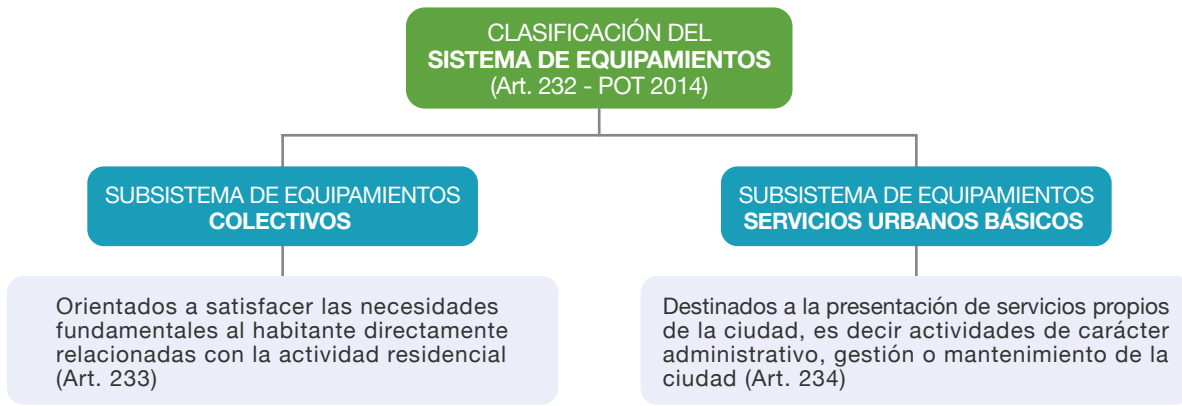 CLASIFICACIÓN DEL
SISTEMA DE EQUIPAMIENTOS
(Art. 232 - POT 2014)
SUBSISTEMA DE EQUIPAMIENTOS
COLECTIVOS
Orientados a satisfacer las necesidades
fundamentales al habitante directamente
relacionadas con la actividad residencial
(Art. 233)
SUBSISTEMA DE EQUIPAMIENTOS
SERVICIOS URBANOS BÁSICOS
Destinados a la presentación de servicios propios
de la ciudad, es decir actividades de carácter
administrativo, gestión o mantenimiento de la
ciudad (Art. 234)